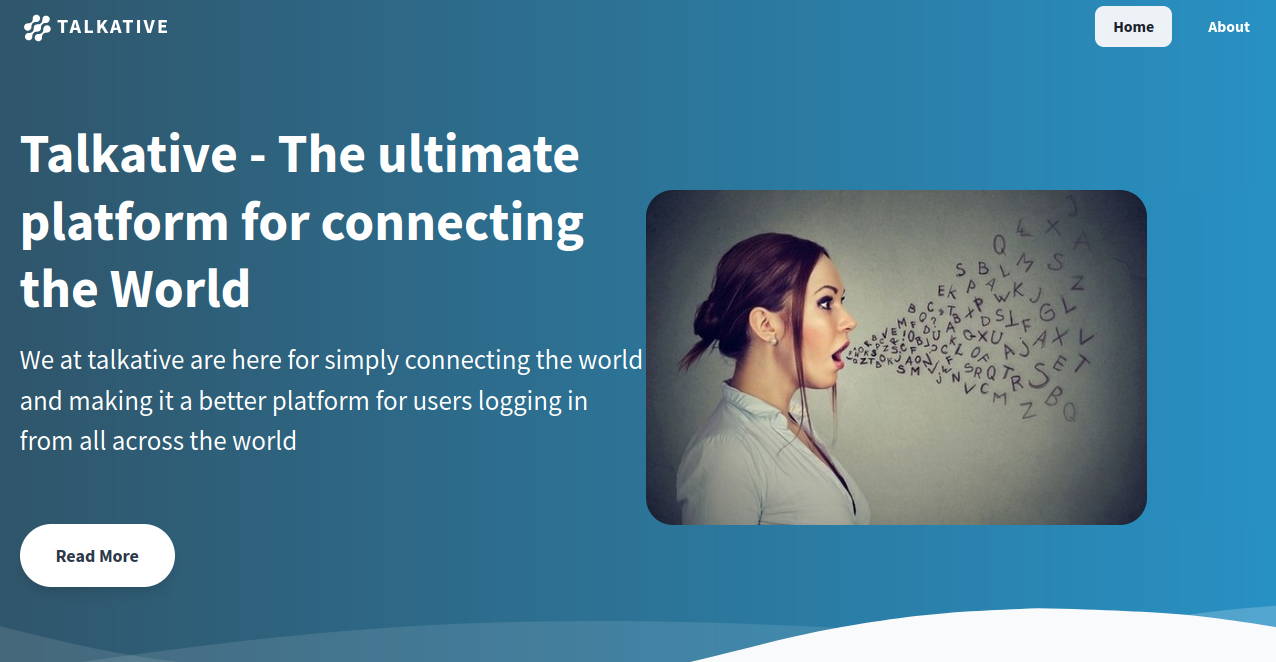 TALKATIVE
Home
About
Talkative - The ultimate
platform for connecting
the World
We at talkative are here for simply connecting the world
and making it a better platform for users logging in
from all across the world
Read More